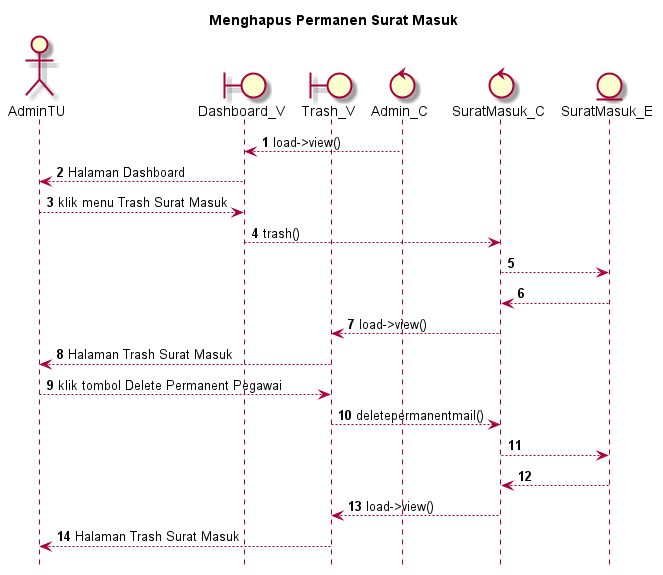 Menghapus Permanen Surat Masuk
AdminTU Dashboard_V Trash_V Admin_C SuratMasuk_C SuratMasuk_E
1 load->view()
2 Halaman Dashboard
3 klik menu Trash Surat Masuk
4 trash()
5
6
7 load->view()
8 Halaman Trash Surat Masuk
9 klik tombol Delete Permanent Pegawai
10 deletepermanentmail()
11
12
13 load->view()
14 Halaman Trash Surat Masuk